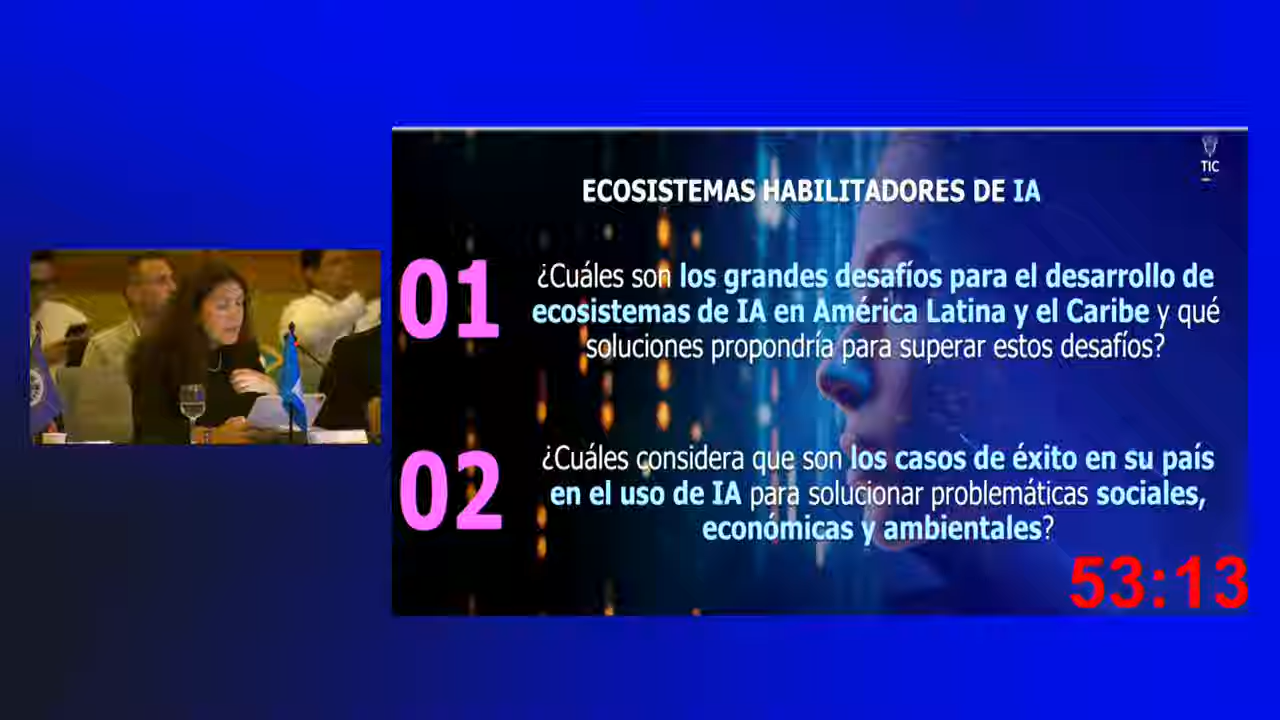 TIC
ECOSISTEMAS HABILITADORES DE IA
01
¿Cuáles son los grandes desafíos para el desarrollo de
ecosistemas de IA en América Latina y el Caribe y qué
soluciones propondría para superar estos desafíos?
02
¿Cuáles considera que son los casos de éxito en su país
en el uso de IA para solucionar problemáticas sociales,
económicas y ambientales?
53:13